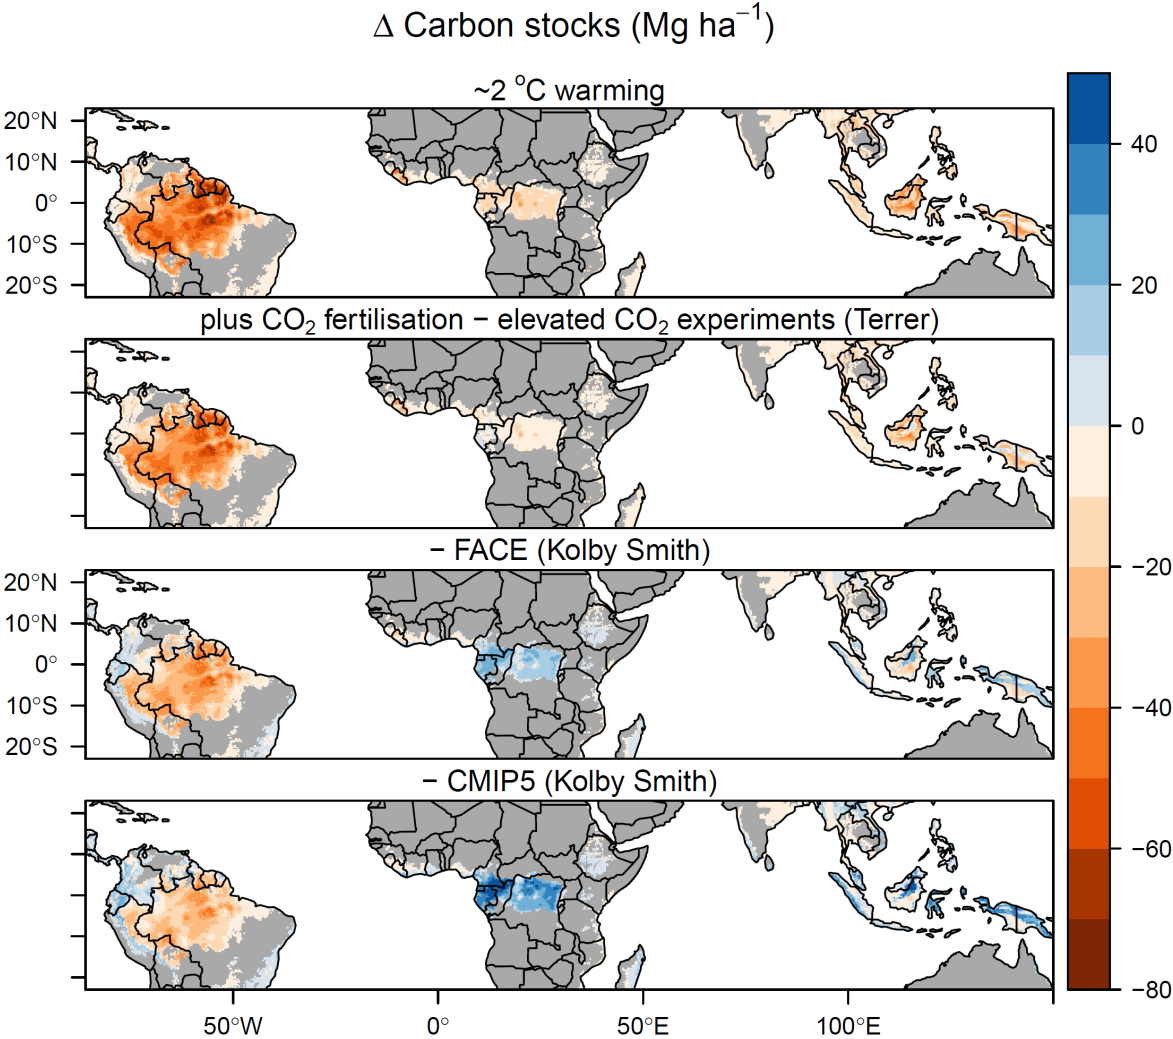 Δ Carbon stocks (Mg ha⁻¹)
~2 °C warming
20°N
10°N
0°
10°S
20°S
plus CO₂ fertilisation − elevated CO₂ experiments (Terrer)
− FACE (Kolby Smith)
20°N
10°N
0°
10°S
20°S
− CMIP5 (Kolby Smith)
50°W 0° 50°E 100°E
40
20
0
−20
−40
−60
−80